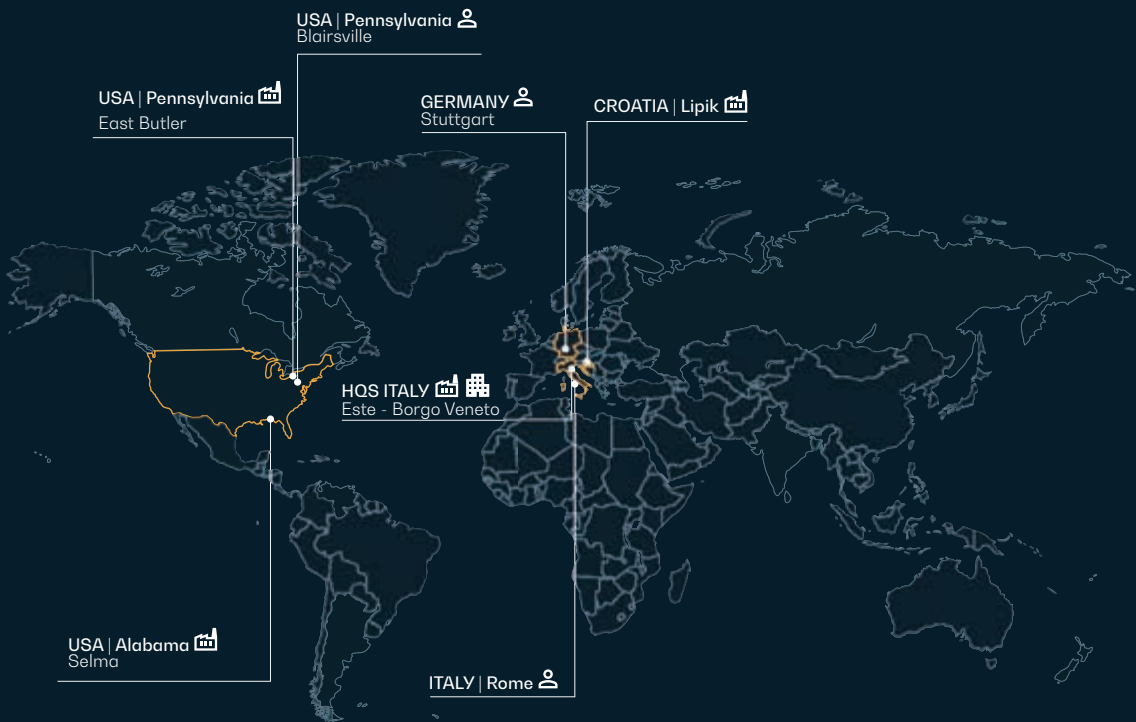 USA | Pennsylvania
Blairsville
USA | Pennsylvania
East Butler
GERMANY
Stuttgart
CROATIA | Lipik
HQS ITALY
Este - Borgo Veneto
USA | Alabama
Selma
ITALY | Rome